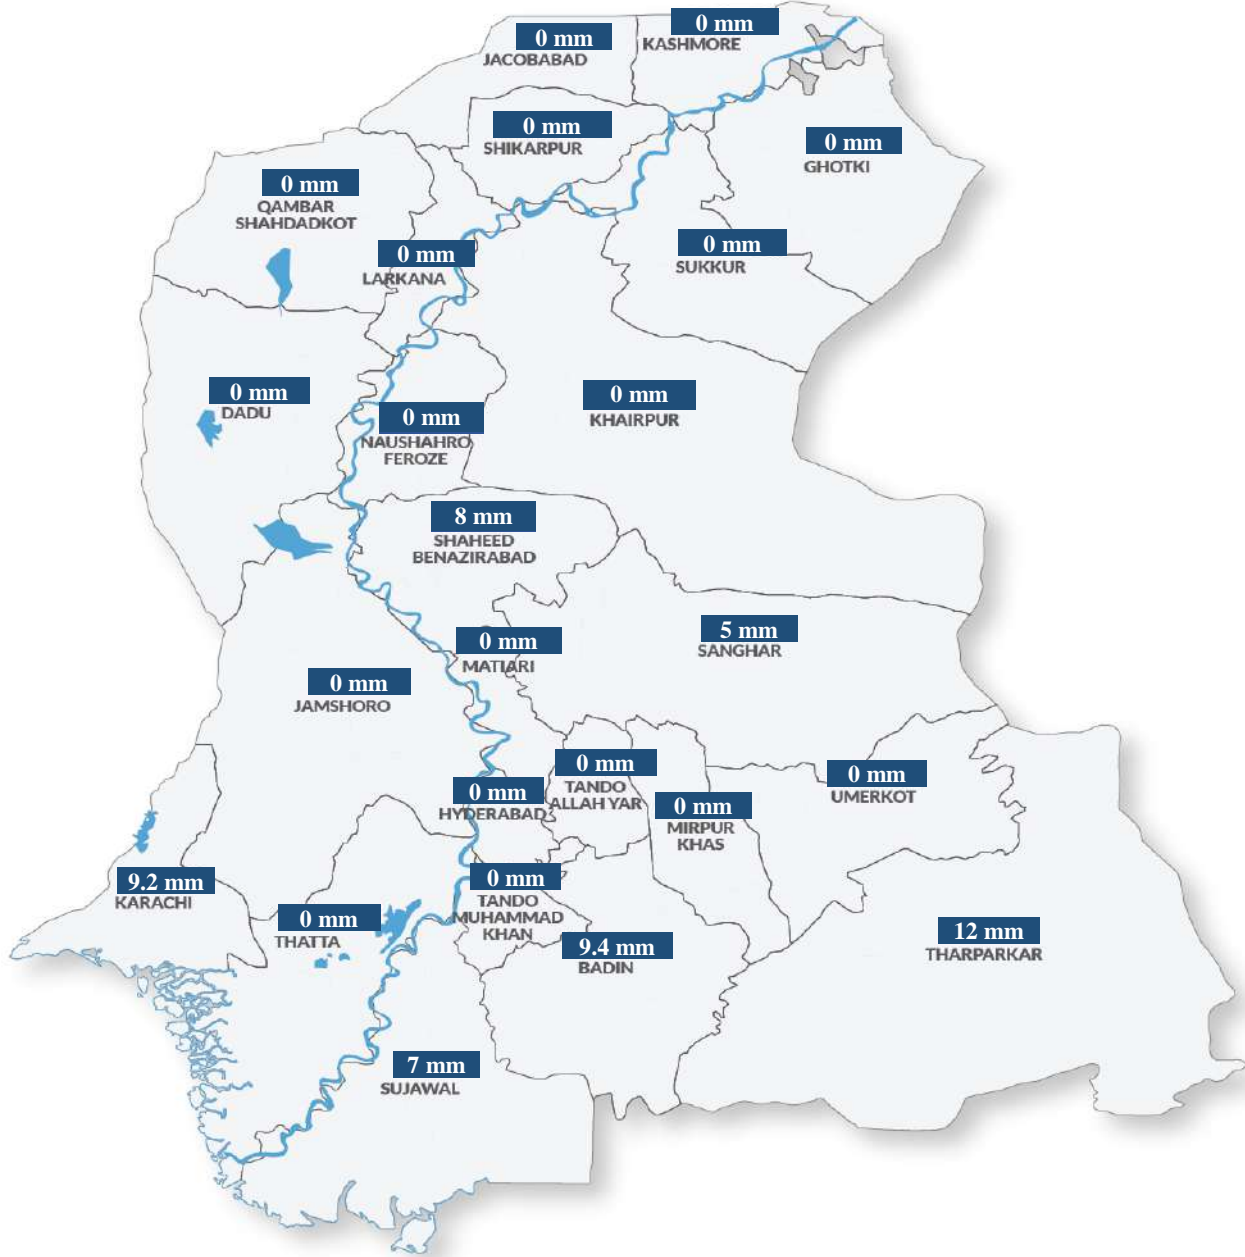 0 mm
KASHMORE
0 mm
JACOBABAD
0 mm
SHIKARPUR
0 mm
GHOTKI
0 mm
QAMBAR
SHAHDADKOT
0 mm
SUKKUR
0 mm
LARKANA
0 mm
DADU
0 mm
KHAIRPUR
0 mm
NAUSHAHRO
FEROZE
8 mm
SHAHEED
BENAZIRABAD
5 mm
SANGHAR
0 mm
MATIARI
0 mm
JAMSHORO
0 mm
TANDO
ALLAH YAR
0 mm
UMERKOT
0 mm
HYDERABAD
0 mm
MIRPUR
KHAS
9.2 mm
KARACHI
0 mm
TANDO
MUHAMMAD
KHAN
0 mm
THATTA
12 mm
THARPARKAR
9.4 mm
BADIN
7 mm
SUJAWAL